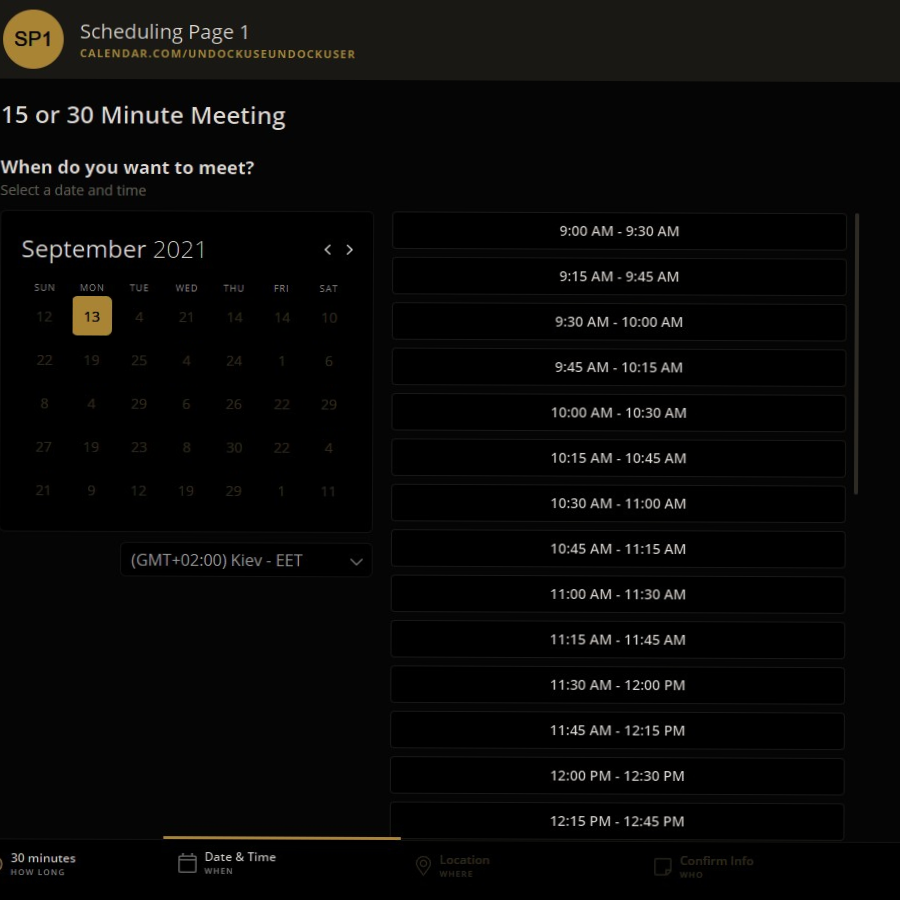 SP1
Scheduling Page 1
CALENDAR.COM/UNDOCKUSEUNDOCKUSER
15 or 30 Minute Meeting
When do you want to meet?
Select a date and time
September 2021
SUN MON TUE WED THU FRI SAT
12 13 4 21 14 14 10
22 19 25 4 24 1 6
8 4 29 6 26 22 29
27 19 23 8 30 22 4
21 9 12 19 29 1 11
(GMT+02:00) Kiev - EET
9:00 AM - 9:30 AM
9:15 AM - 9:45 AM
9:30 AM - 10:00 AM
9:45 AM - 10:15 AM
10:00 AM - 10:30 AM
10:15 AM - 10:45 AM
10:30 AM - 11:00 AM
10:45 AM - 11:15 AM
11:00 AM - 11:30 AM
11:15 AM - 11:45 AM
11:30 AM - 12:00 PM
11:45 AM - 12:15 PM
12:00 PM - 12:30 PM
12:15 PM - 12:45 PM
30 minutes
HOW LONG
Date & Time
WHEN
Location
WHERE
Confirm Info
WHO